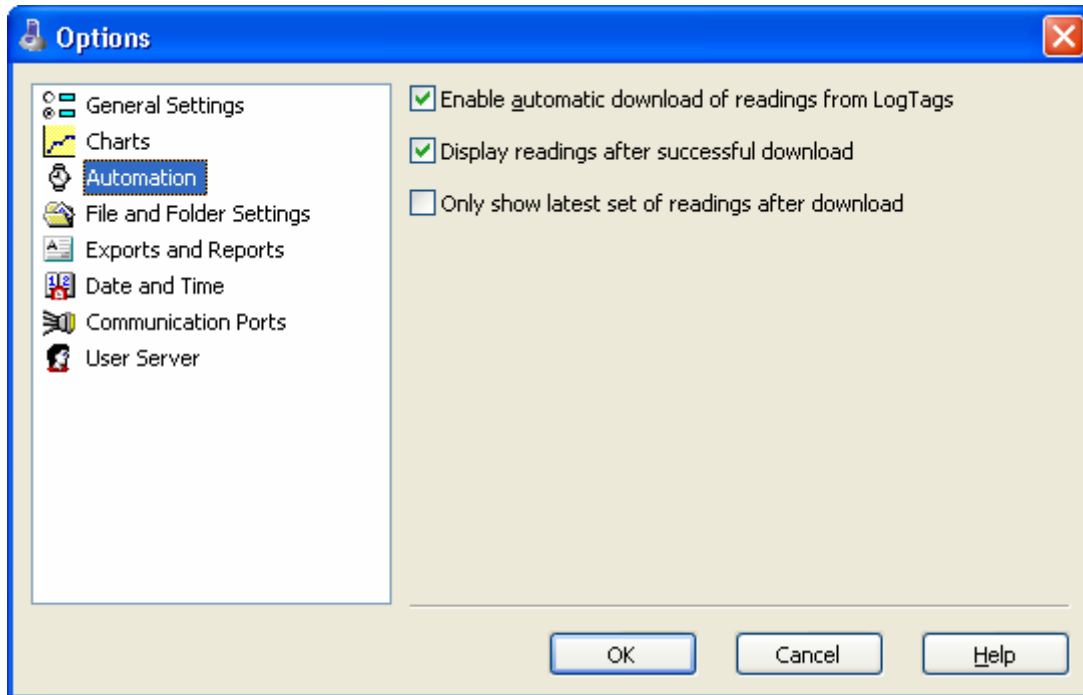 Options
General Settings
Charts
Automation
File and Folder Settings
Exports and Reports
Date and Time
Communication Ports
User Server
Enable automatic download of readings from LogTags
Display readings after successful download
Only show latest set of readings after download
OK
Cancel
Help